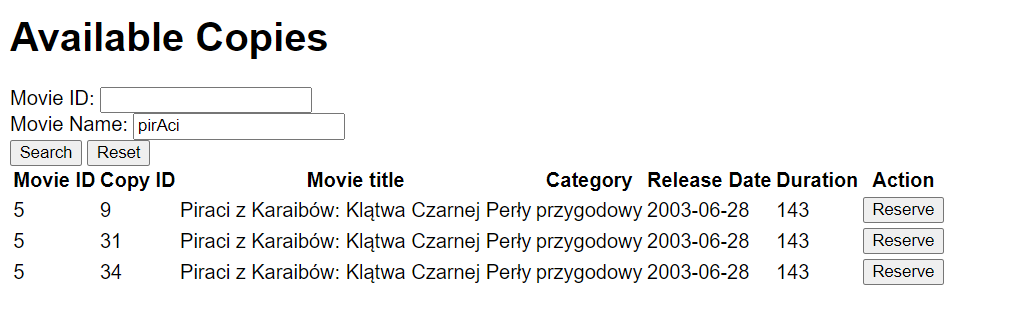 Available Copies
Movie ID:
Movie Name: pirAci
Search Reset
Movie ID Copy ID Movie title Category Release Date Duration Action
5 9 Piraci z Karaibów: Klątwa Czarnej Perły przygodowy 2003-06-28 143 Reserve
5 31 Piraci z Karaibów: Klątwa Czarnej Perły przygodowy 2003-06-28 143 Reserve
5 34 Piraci z Karaibów: Klątwa Czarnej Perły przygodowy 2003-06-28 143 Reserve